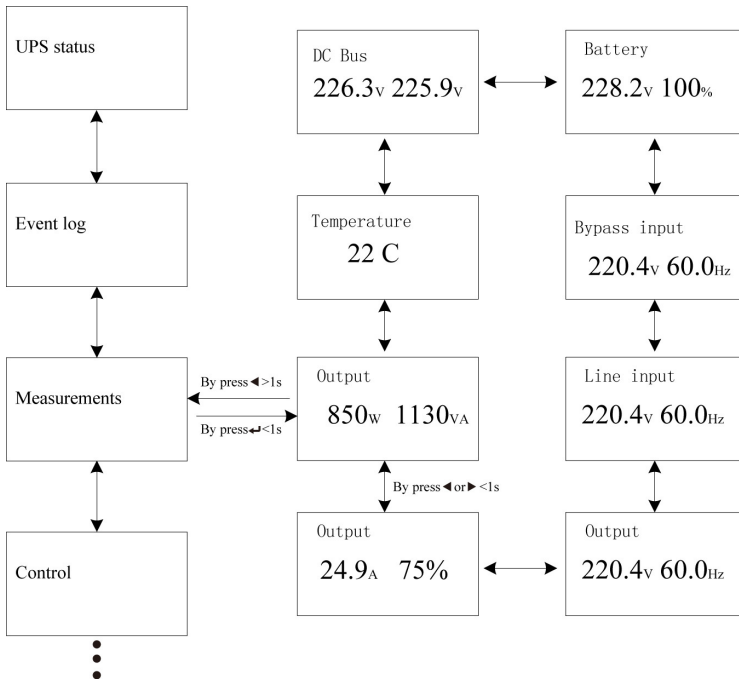 UPS status
Event log
Measurements
Control
By press◀>1s
By press↵<1s
DC Bus
226.3V 225.9V
Temperature
22 C
Output
850W 1130VA
By press◀or▶<1s
Output
24.9A 75%
Battery
228.2V 100%
Bypass input
220.4V 60.0Hz
Line input
220.4V 60.0Hz
Output
220.4V 60.0Hz